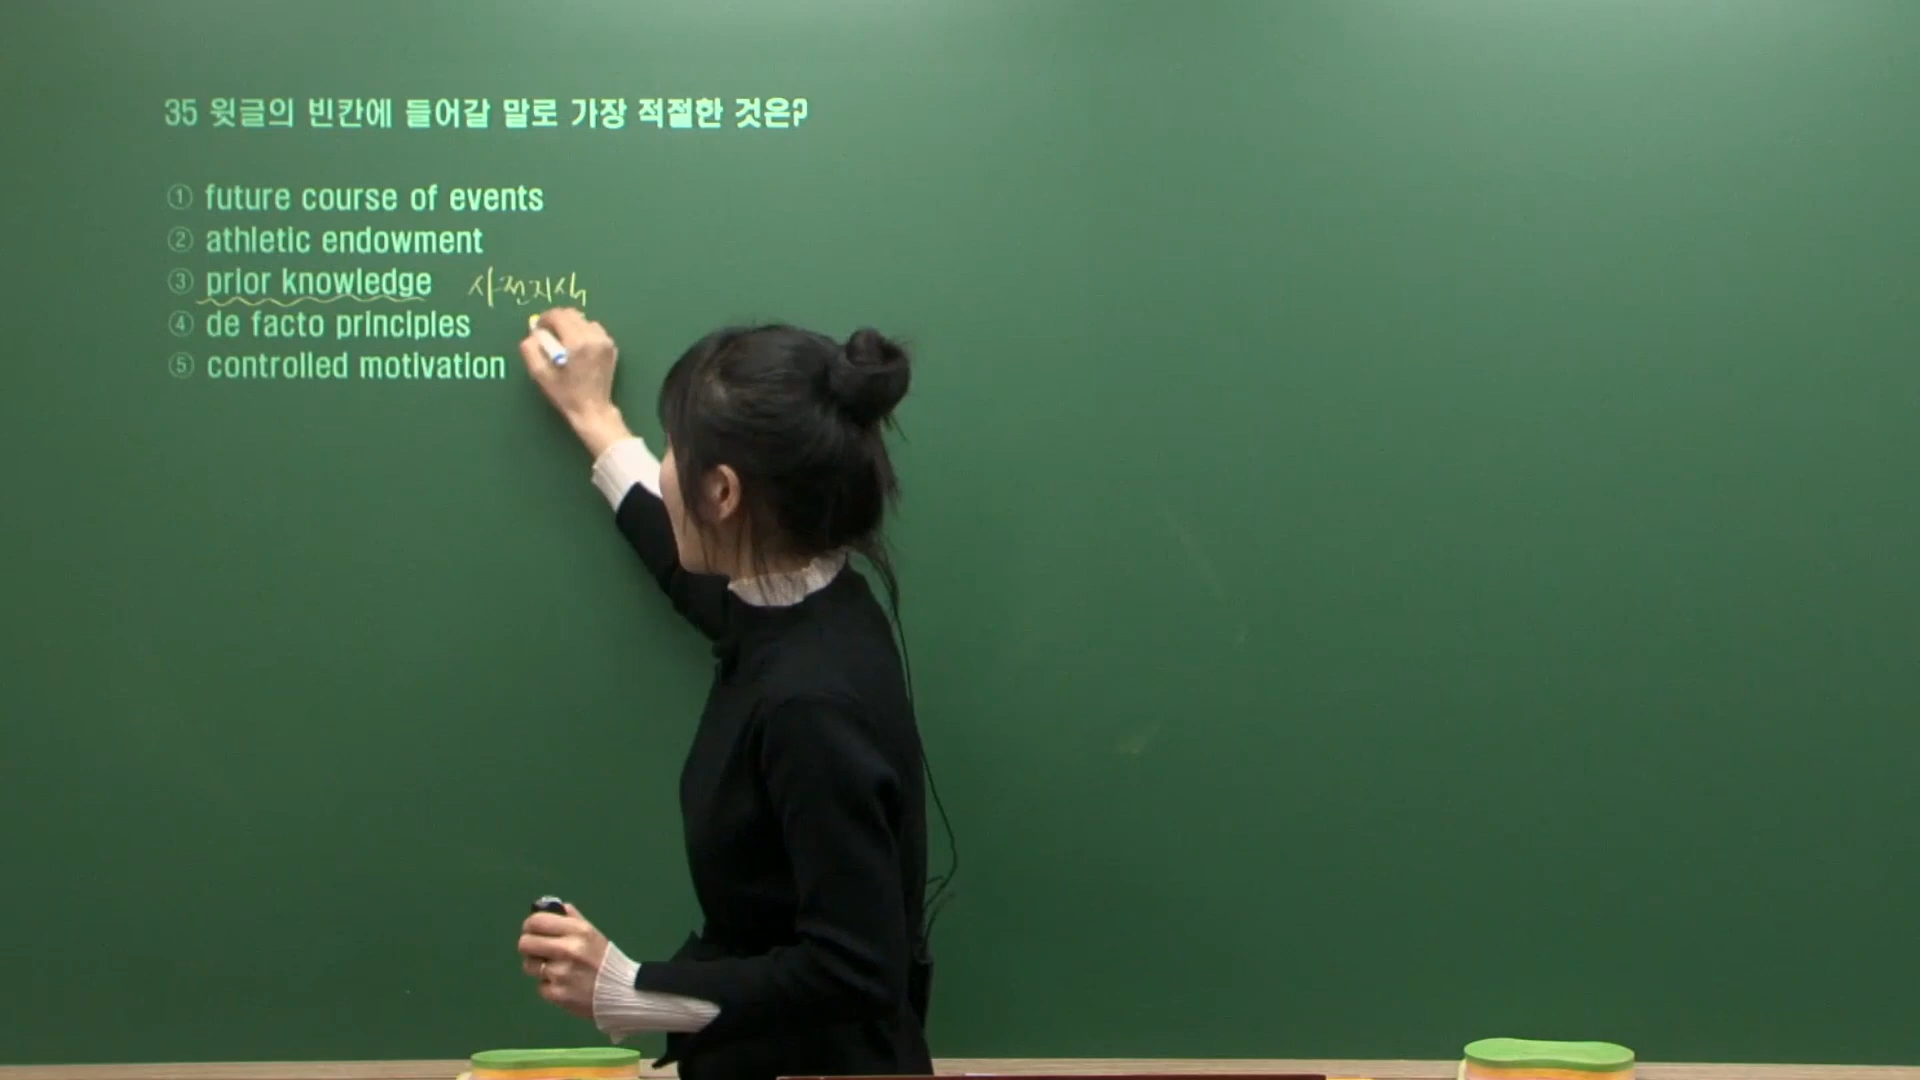 35 윗글의 빈칸에 들어갈 말로 가장 적절한 것은?
① future course of events
② athletic endowment
③ prior knowledge 사전지식
④ de facto principles
⑤ controlled motivation